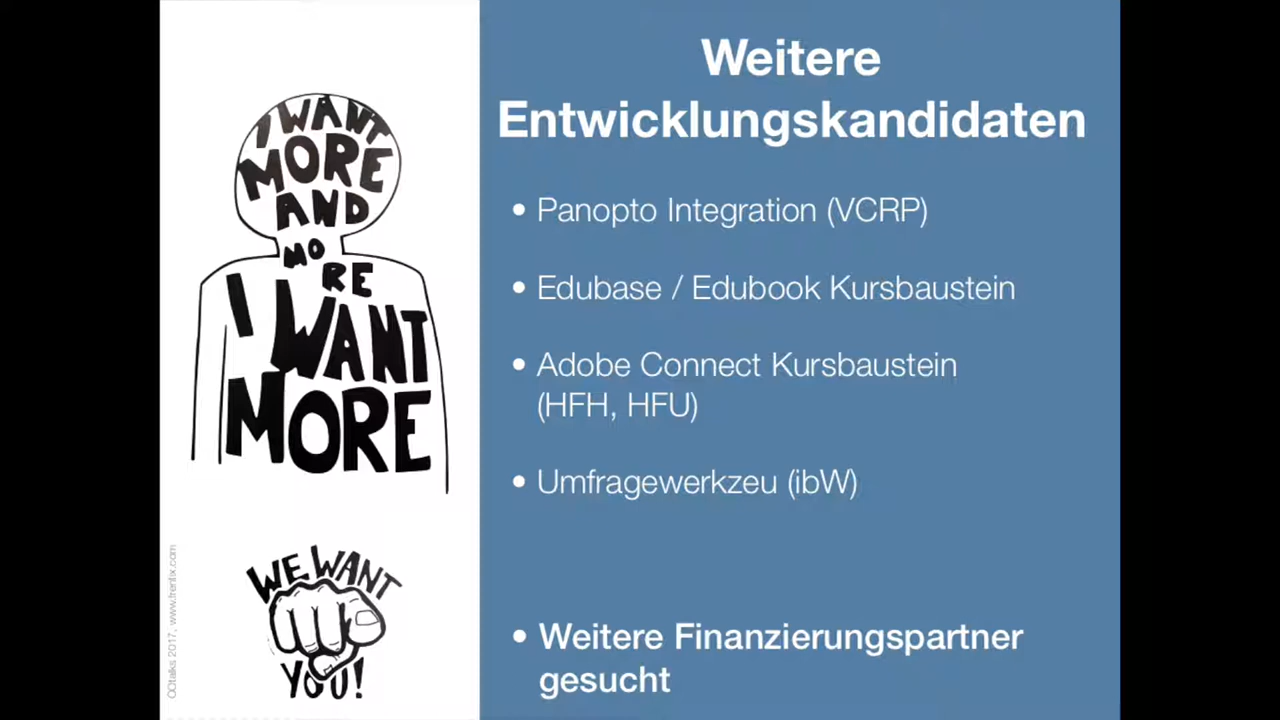 I WANT
MORE
AND
MO
RE
I WANT
MORE
WE WANT
YOU!
OOtalks 2017, www.frentix.com
Weitere
Entwicklungskandidaten
• Panopto Integration (VCRP)
• Edubase / Edubook Kursbaustein
• Adobe Connect Kursbaustein
(HFH, HFU)
• Umfragewerkzeu (ibW)
• Weitere Finanzierungspartner
gesucht